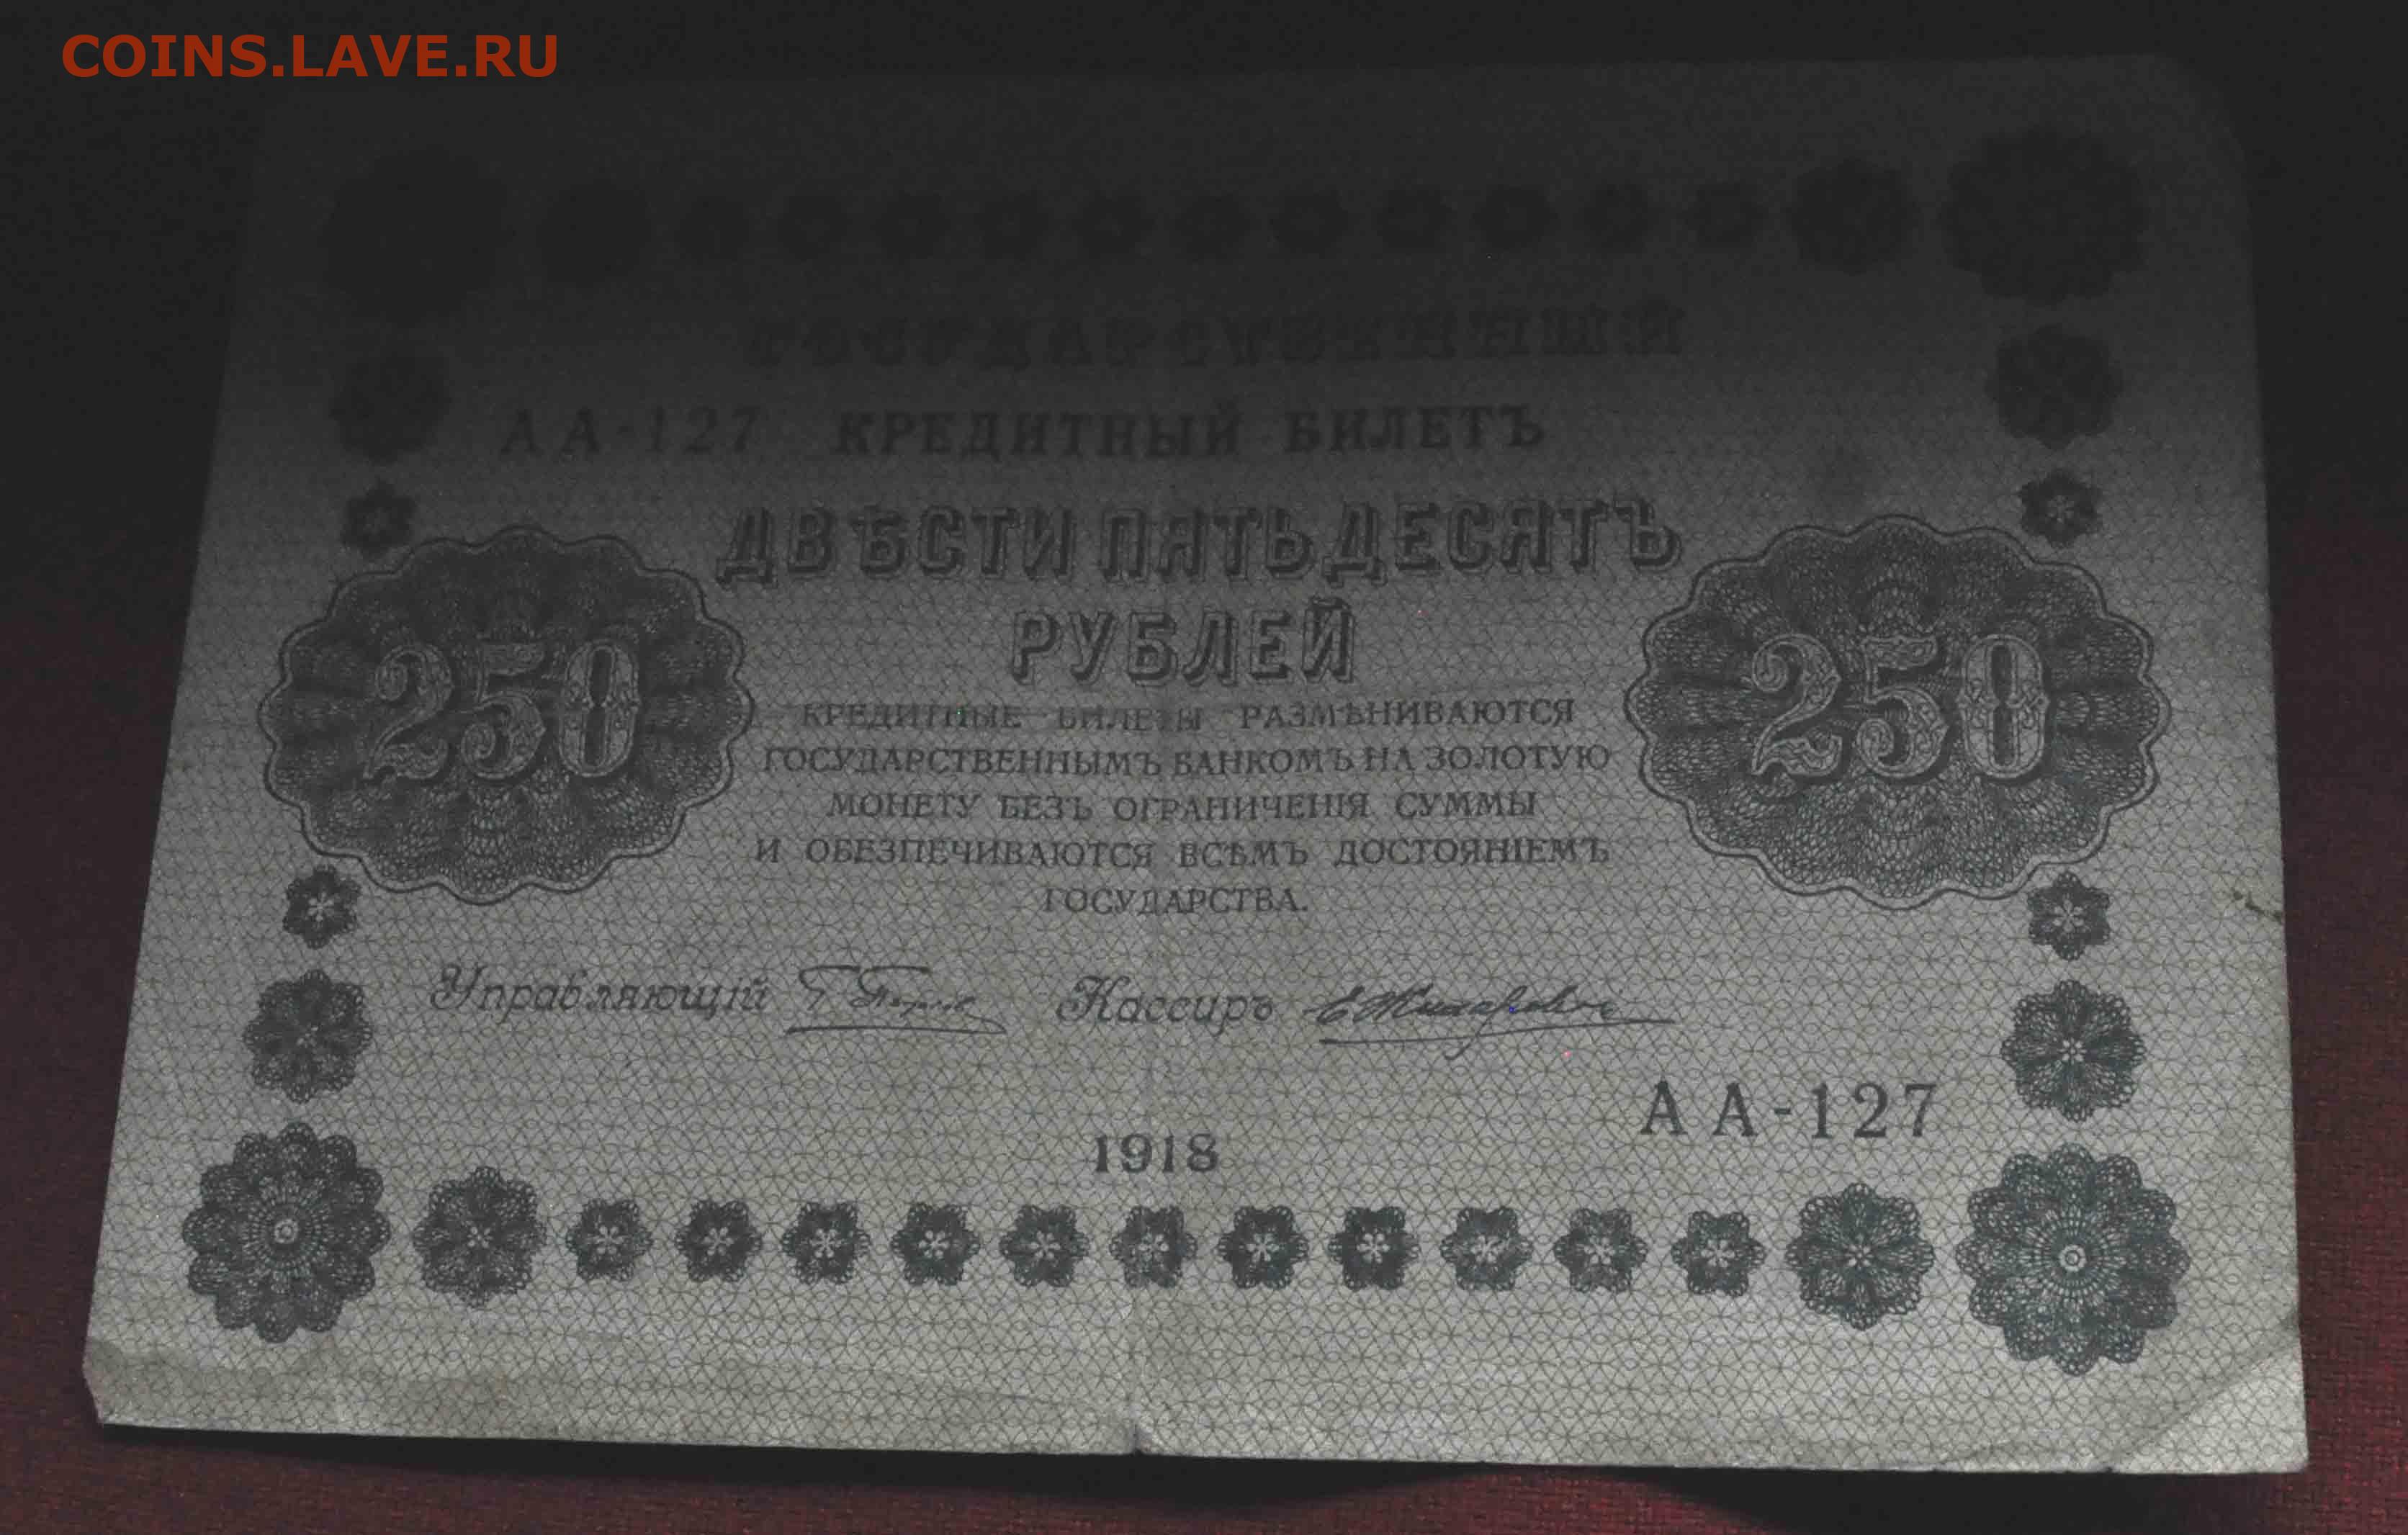 COINS.LAVE.RU
ГОСУДАРСТВЕННЫЙ
АА-127 КРЕДИТНЫЙ БИЛЕТЪ
ДВѢСТИ ПЯТЬДЕСЯТЪ
РУБЛЕЙ
250
250
КРЕДИТНЫЕ БИЛЕТЫ РАЗМѢНИВАЮТСЯ
ГОСУДАРСТВЕННЫМЪ БАНКОМЪ НА ЗОЛОТУЮ
МОНЕТУ БЕЗЪ ОГРАНИЧЕНІЯ СУММЫ
И ОБЕЗПЕЧИВАЮТСЯ ВСѢМЪ ДОСТОЯНІЕМЪ
ГОСУДАРСТВА.
Управляющій Кассиръ
АА-127
1918